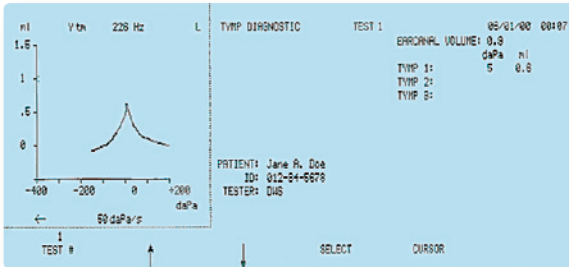 ml Ytm 226 Hz L
1.5
1
.5
0
-400 -200 0 +200
daPa
← 50 daPa/s
TYMP DIAGNOSTIC TEST 1 05/01/00 00:07
EARCANAL VOLUME: 0.9
daPa ml
TYMP 1: 5 0.6
TYMP 2:
TYMP 3:
PATIENT: Jane A. Doe
ID: 012-34-5678
TESTER: DWS
1
TEST # ↑ ↓ SELECT CURSOR